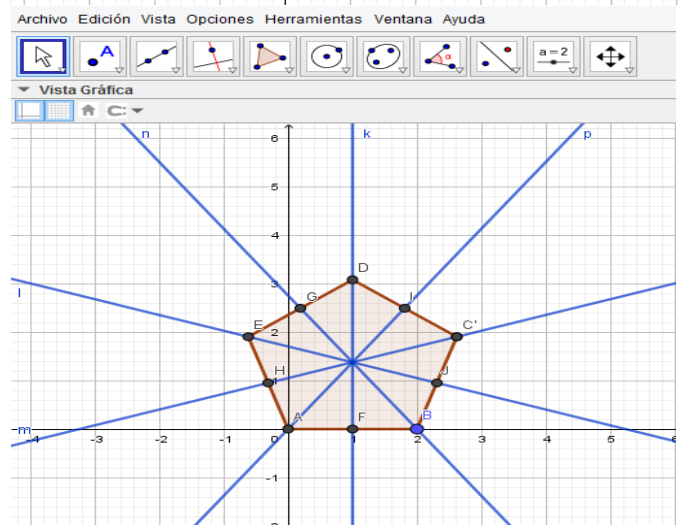 Archivo Edición Vista Opciones Herramientas Ventana Ayuda
A α a=2
Vista Gráfica
n k p
6
5
4
D
l G 3 I
E 2 C'
H 1 J
A F B
m -4 -3 -2 -1 0 1 2 3 4 5 6
-1
-2